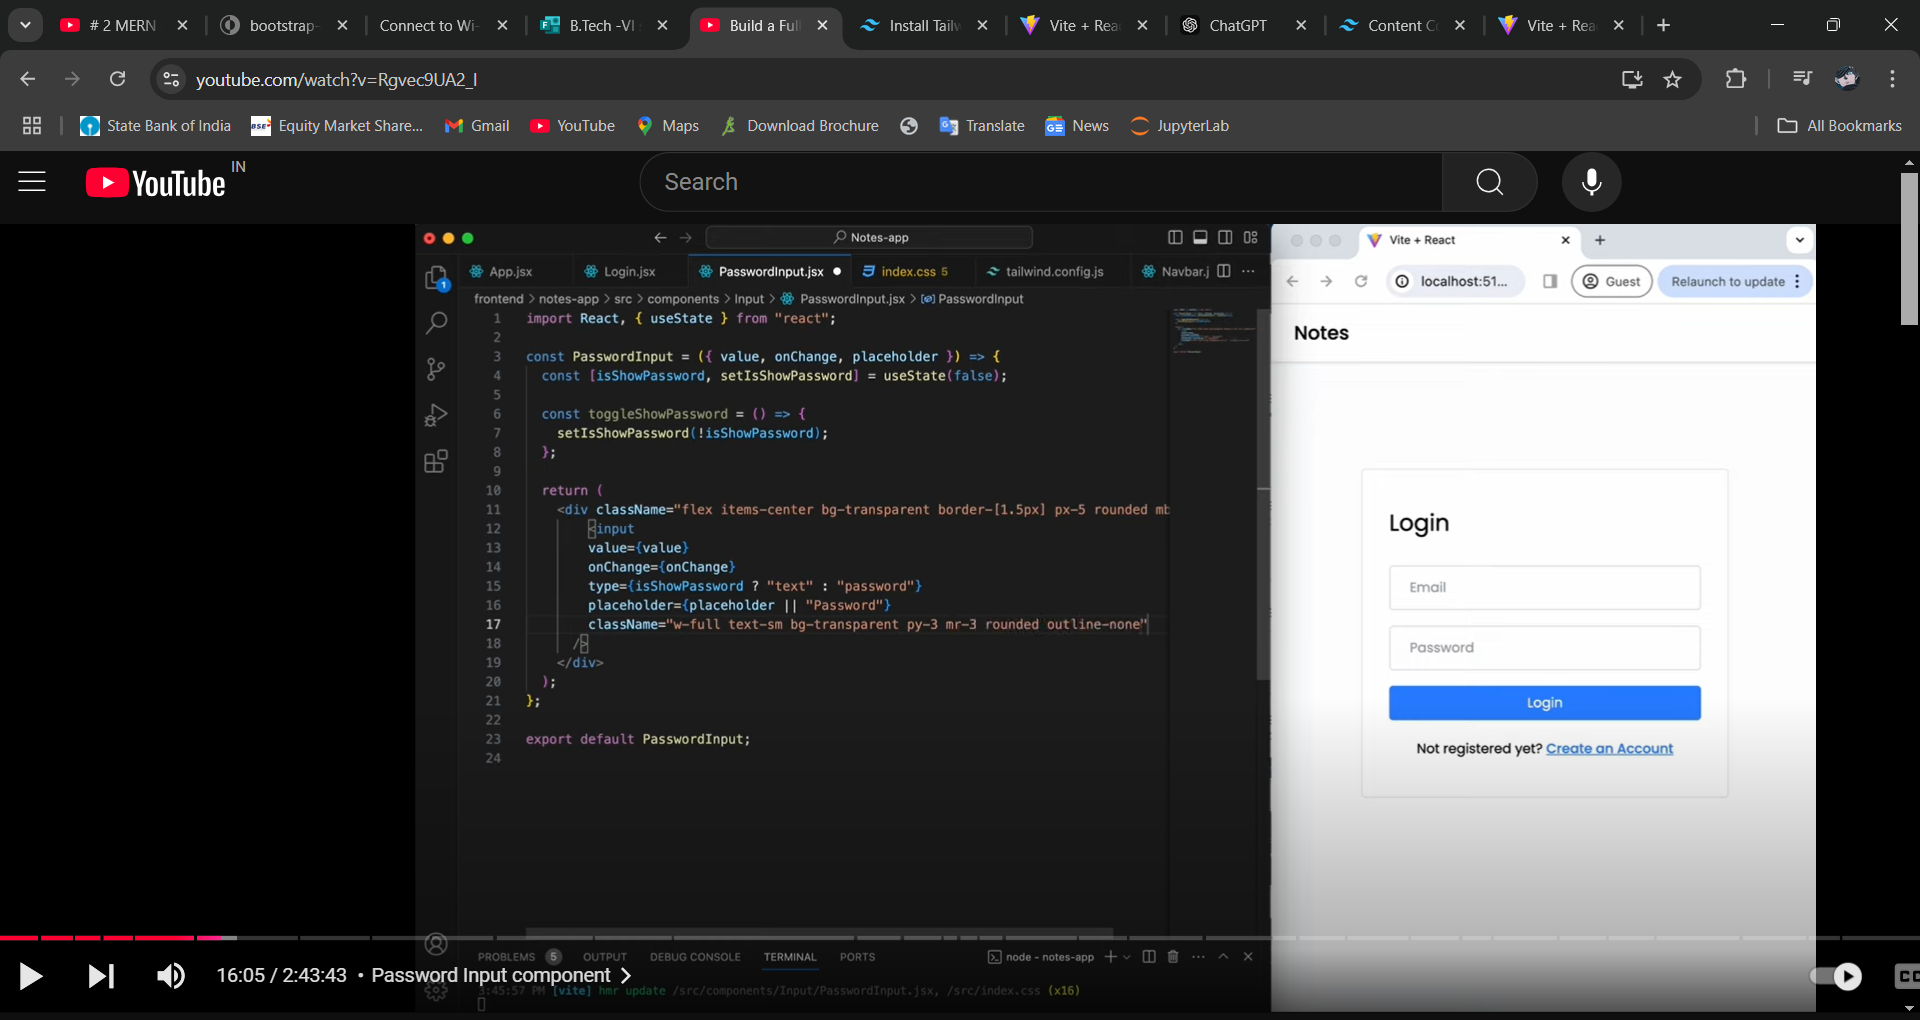 # 2 MERN
bootstrap-
Connect to Wi-
B.Tech -VI
Build a Full
Install Tailw
Vite + Rea
ChatGPT
Content C
Vite + Rea
youtube.com/watch?v=Rgvec9UA2_I
State Bank of India
Equity Market Share...
Gmail
YouTube
Maps
Download Brochure
Translate
News
JupyterLab
All Bookmarks
YouTube IN
Search
Notes-app
App.jsx
Login.jsx
PasswordInput.jsx
index.css 5
tailwind.config.js
Navbar.j
frontend > notes-app > src > components > Input > PasswordInput.jsx > PasswordInput
1 import React, { useState } from "react";
2
3 const PasswordInput = ({ value, onChange, placeholder }) => {
4 const [isShowPassword, setIsShowPassword] = useState(false);
5
6 const toggleShowPassword = () => {
7 setIsShowPassword(!isShowPassword);
8 };
9
10 return (
11 <div className="flex items-center bg-transparent border-[1.5px] px-5 rounded mb
12 <input
13 value={value}
14 onChange={onChange}
15 type={isShowPassword ? "text" : "password"}
16 placeholder={placeholder || "Password"}
17 className="w-full text-sm bg-transparent py-3 mr-3 rounded outline-none"
18 />
19 </div>
20 );
21 };
22
23 export default PasswordInput;
24
1
PROBLEMS 5
OUTPUT
DEBUG CONSOLE
TERMINAL
PORTS
node - notes-app
3:45:57 PM [vite] hmr update /src/components/Input/PasswordInput.jsx, /src/index.css (x16)
Vite + React
localhost:51...
Guest
Relaunch to update
Notes
Login
Email
Password
Login
Not registered yet? Create an Account
16:05 / 2:43:43 • Password Input component >
CC